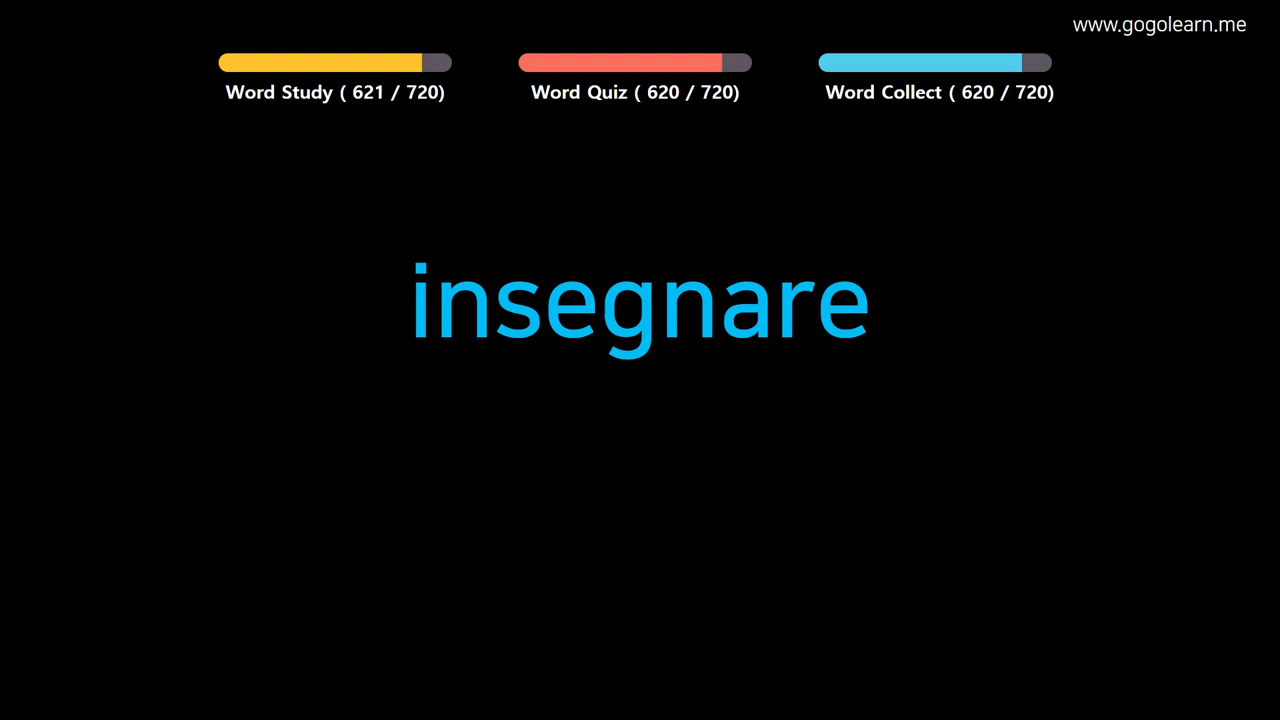 www.gogolearn.me
Word Study ( 621 / 720)
Word Quiz ( 620 / 720)
Word Collect ( 620 / 720)
insegnare